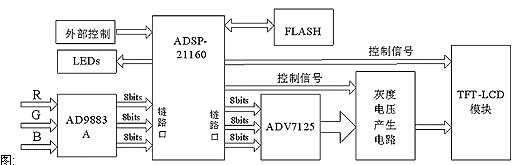 外部控制
LEDs
ADSP-
21160
FLASH
控制信号
控制信号
R
G
B
AD9883
A
8bits
8bits
8bits
链
路
口
链
路
口
8bits
8bits
8bits
ADV7125
灰度
电压
产生
电路
TFT-LCD
模块
图: